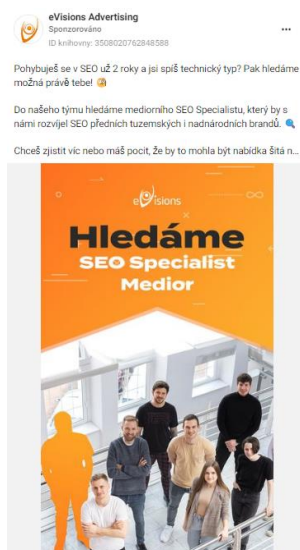 eVisions Advertising
Sponzorováno
ID knihovny: 3508020762848588
Pohybuješ se v SEO už 2 roky a jsi spíš technický typ? Pak hledáme
možná právě tebe!
Do našeho týmu hledáme mediorního SEO Specialistu, který by s
námi rozvíjel SEO předních tuzemských i nadnárodních brandů.
Chceš zjistit víc nebo máš pocit, že by to mohla být nabídka šitá n...
eVisions
Hledáme
SEO Specialist
Medior